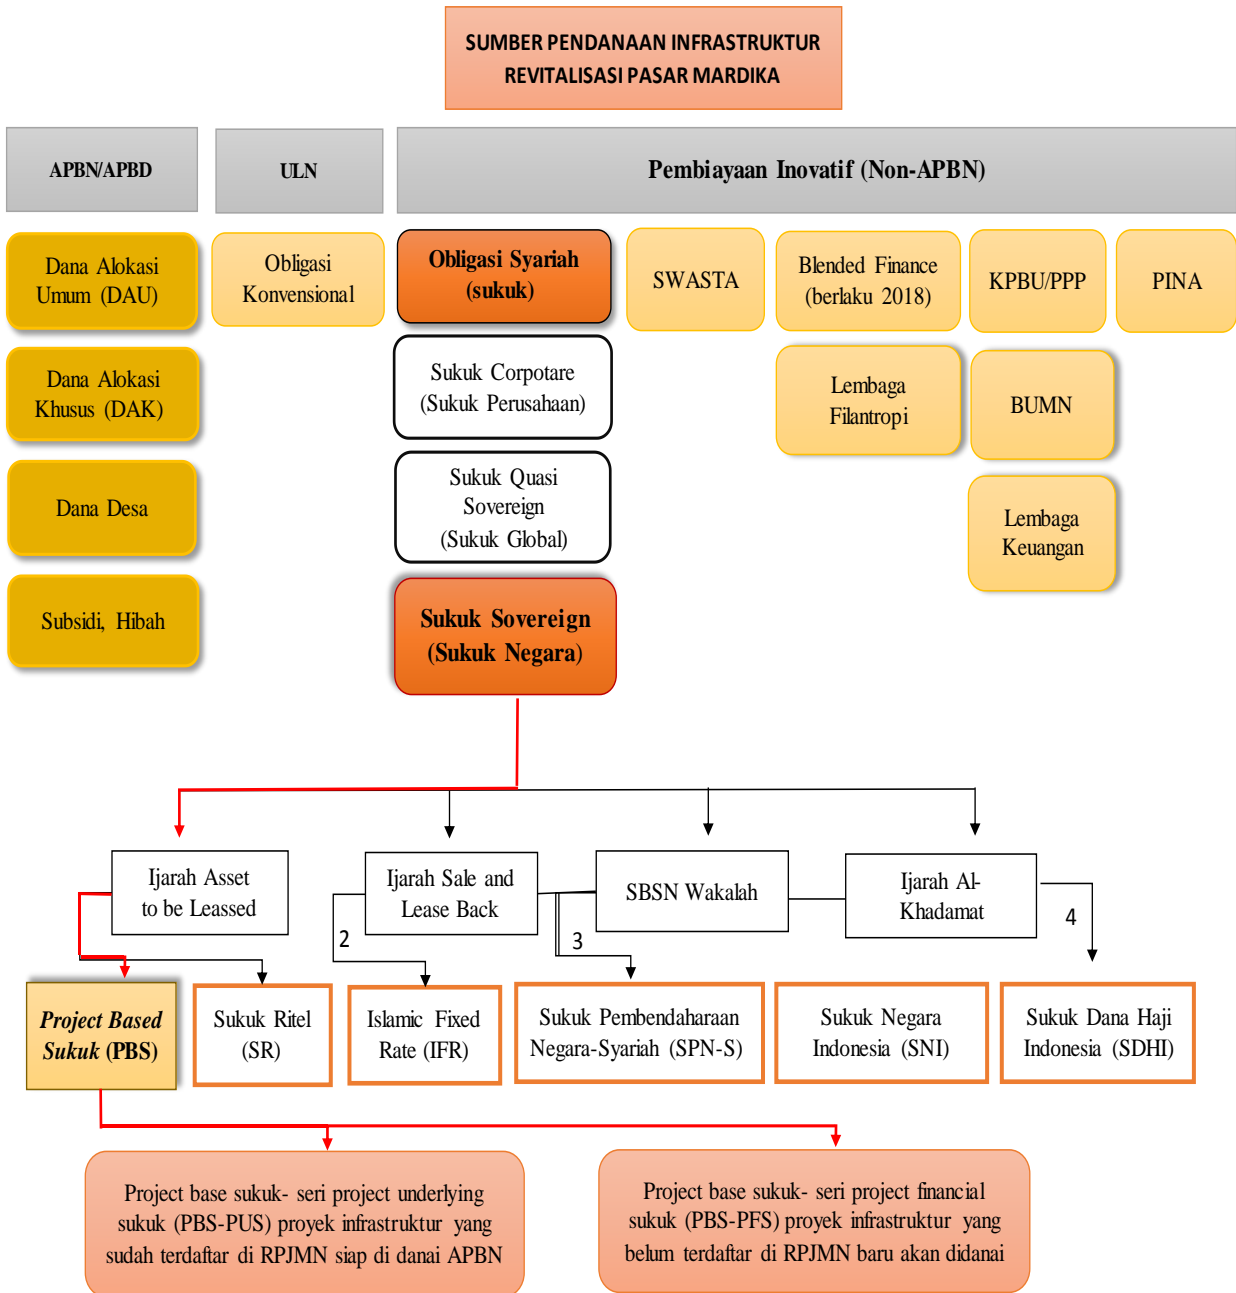 SUMBER PENDANAAN INFRASTRUKTUR
REVITALISASI PASAR MARDIKA
APBN/APBD
ULN
Pembiayaan Inovatif (Non-APBN)
Dana Alokasi
Umum (DAU)
Obligasi
Konvensional
Obligasi Syariah
(sukuk)
SWASTA
Blended Finance
(berlaku 2018)
KPBU/PPP
PINA
Dana Alokasi
Khusus (DAK)
Sukuk Corpotare
(Sukuk Perusahaan)
Lembaga
Filantropi
BUMN
Dana Desa
Sukuk Quasi
Sovereign
(Sukuk Global)
Lembaga
Keuangan
Subsidi, Hibah
Sukuk Sovereign
(Sukuk Negara)
Ijarah Asset
to be Leassed
Ijarah Sale and
Lease Back
SBSN Wakalah
Ijarah Al-
Khadamat
2
3
4
Project Based
Sukuk (PBS)
Sukuk Ritel
(SR)
Islamic Fixed
Rate (IFR)
Sukuk Pembendaharaan
Negara-Syariah (SPN-S)
Sukuk Negara
Indonesia (SNI)
Sukuk Dana Haji
Indonesia (SDHI)
Project base sukuk- seri project underlying
sukuk (PBS-PUS) proyek infrastruktur yang
sudah terdaftar di RPJMN siap di danai APBN
Project base sukuk- seri project financial
sukuk (PBS-PFS) proyek infrastruktur yang
belum terdaftar di RPJMN baru akan didanai